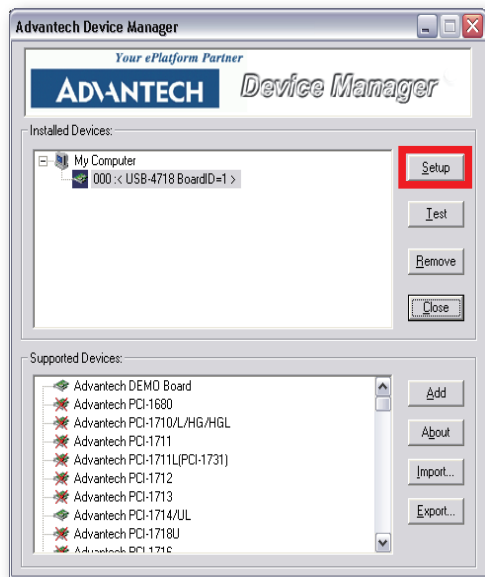 Advantech Device Manager
Your ePlatform Partner
ADVANTECH Device Manager
Installed Devices:
My Computer
000 :< USB-4718 BoardID=1 >
Setup
Test
Remove
Close
Supported Devices:
Advantech DEMO Board
Advantech PCI-1680
Advantech PCI-1710/L/HG/HGL
Advantech PCI-1711
Advantech PCI-1711L(PCI-1731)
Advantech PCI-1712
Advantech PCI-1713
Advantech PCI-1714/UL
Advantech PCI-1718U
Advantech PCI-1716
Add
About
Import...
Export...